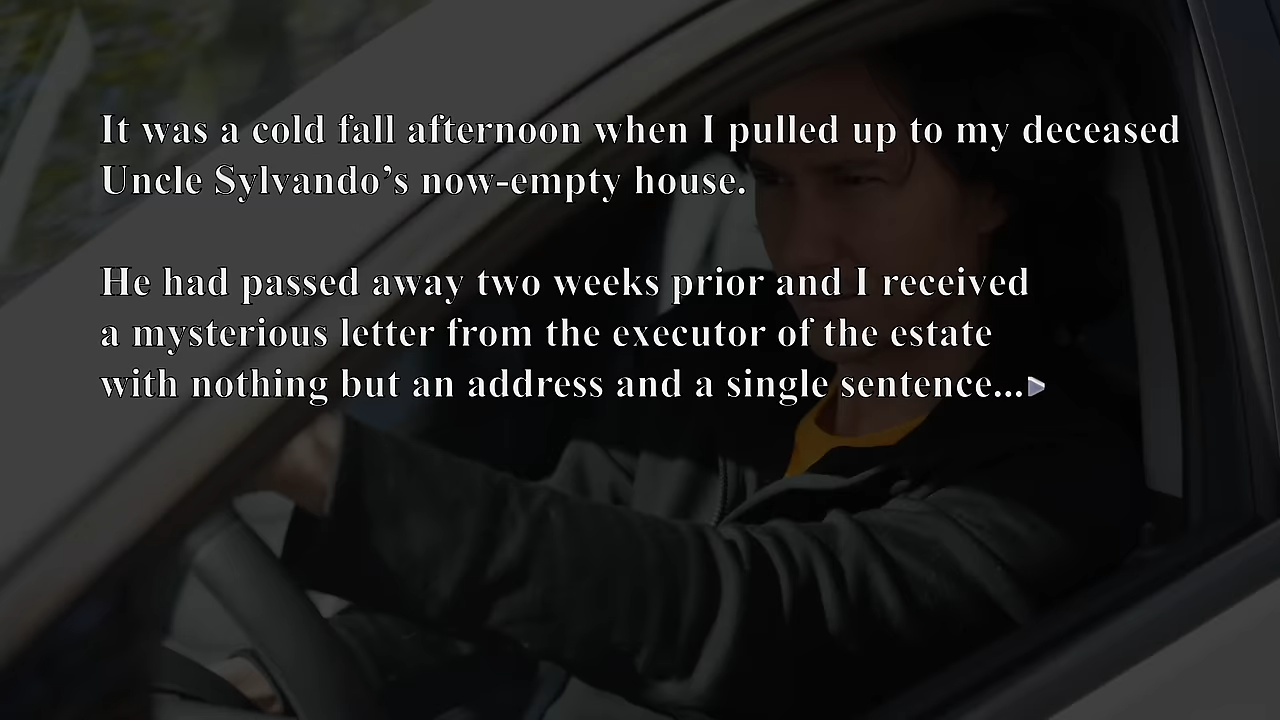 It was a cold fall afternoon when I pulled up to my deceased
Uncle Sylvando’s now-empty house.
He had passed away two weeks prior and I received
a mysterious letter from the executor of the estate
with nothing but an address and a single sentence...